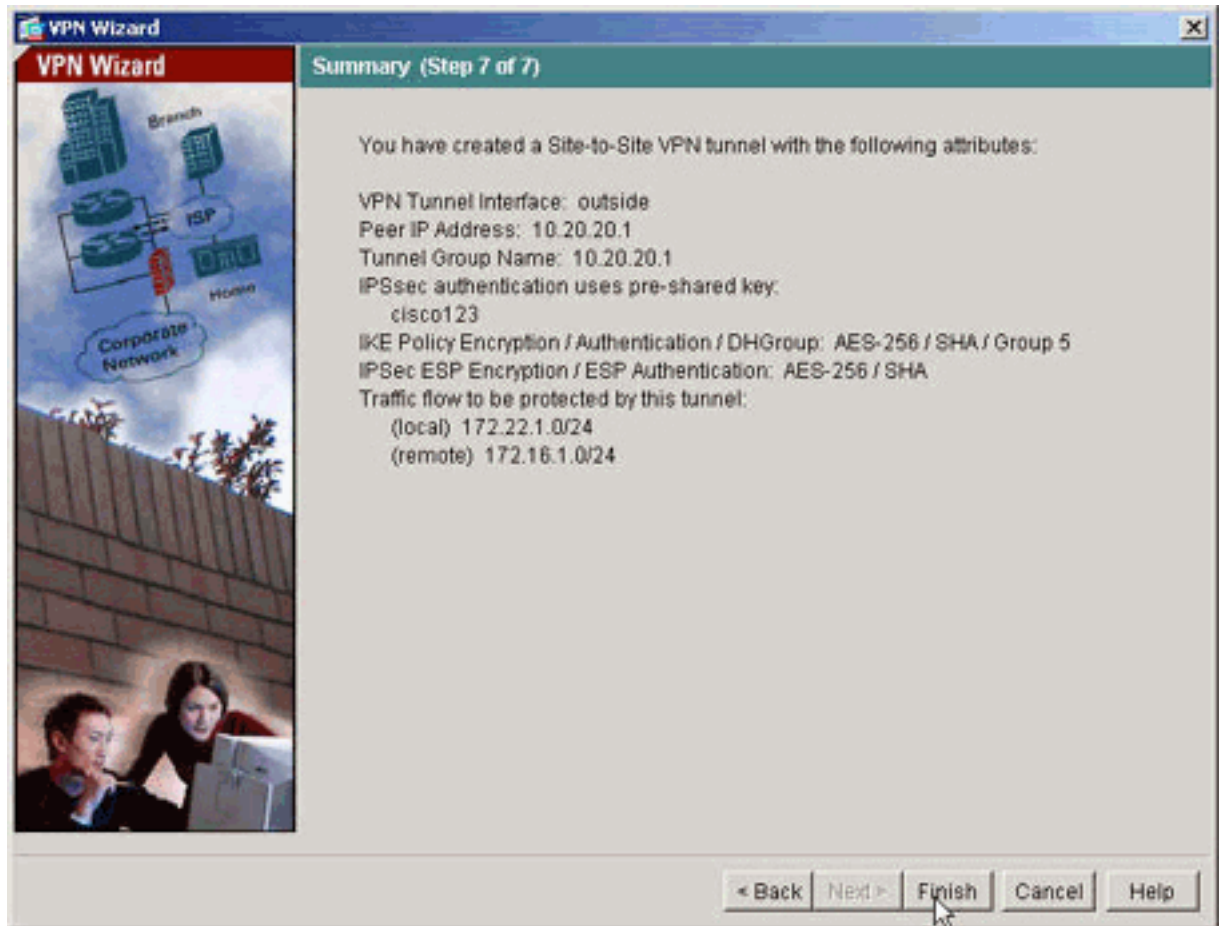 VPN Wizard
VPN Wizard
Summary (Step 7 of 7)
Branch
ISP
Home
Corporate
Network
You have created a Site-to-Site VPN tunnel with the following attributes:
VPN Tunnel Interface: outside
Peer IP Address: 10.20.20.1
Tunnel Group Name: 10.20.20.1
IPSsec authentication uses pre-shared key:
cisco123
IKE Policy Encryption / Authentication / DHGroup: AES-256 / SHA / Group 5
IPSec ESP Encryption / ESP Authentication: AES-256 / SHA
Traffic flow to be protected by this tunnel:
(local) 172.22.1.0/24
(remote) 172.16.1.0/24
< Back Next > Finish Cancel Help